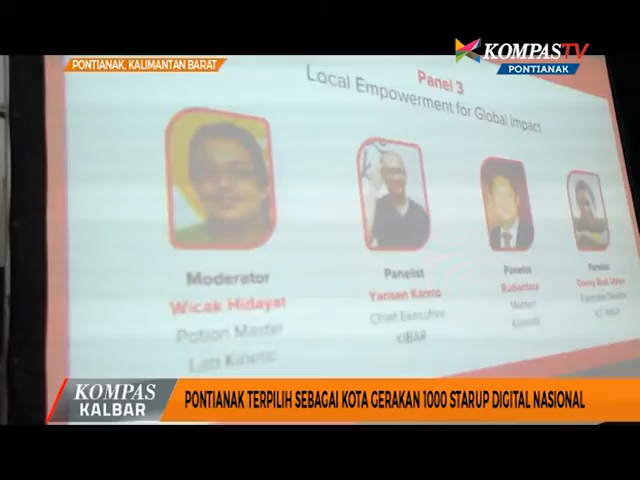 PONTIANAK, KALIMANTAN BARAT
KOMPASTV
PONTIANAK
Panel 3
Local Empowerment for Global Impact
Moderator
Wicak Hidayat
Potion Master
Lab Kinetic
Panelist
Yansen Kamto
Chief Executive
KIBAR
Panelist
Rudiantara
Menteri
Kominfo
Panelist
Executive Director
KOMPAS
KALBAR
PONTIANAK TERPILIH SEBAGAI KOTA GERAKAN 1000 STARUP DIGITAL NASIONAL